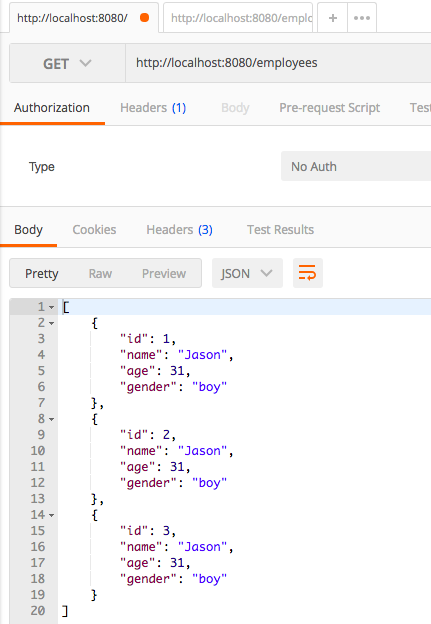 http://localhost:8080/ http://localhost:8080/emplo + •••
GET http://localhost:8080/employees
Authorization Headers (1) Body Pre-request Script Test
Type No Auth
Body Cookies Headers (3) Test Results
Pretty Raw Preview JSON
1 [
2 {
3 "id": 1,
4 "name": "Jason",
5 "age": 31,
6 "gender": "boy"
7 },
8 {
9 "id": 2,
10 "name": "Jason",
11 "age": 31,
12 "gender": "boy"
13 },
14 {
15 "id": 3,
16 "name": "Jason",
17 "age": 31,
18 "gender": "boy"
19 }
20 ]